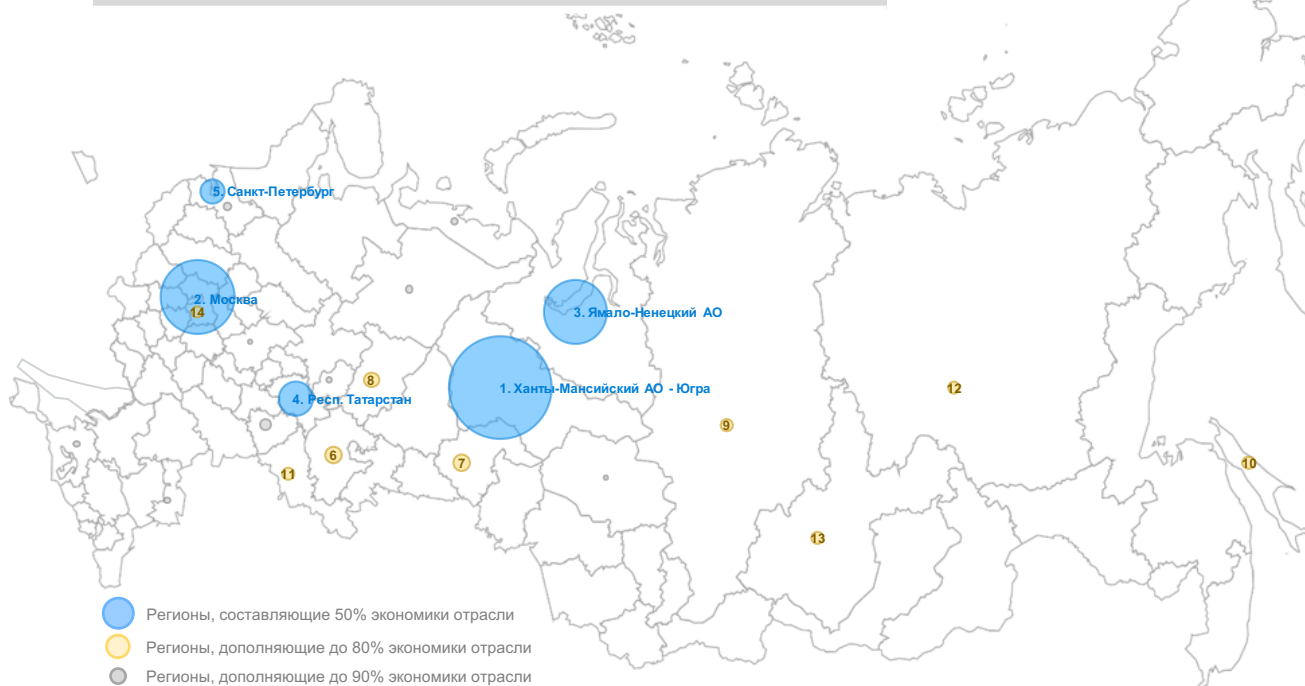 5. Санкт-Петербург
2. Москва
14
3. Ямало-Ненецкий АО
8
1. Ханты-Мансийский АО - Югра
12
4. Респ. Татарстан
9
6
7
10
11
13
Регионы, составляющие 50% экономики отрасли
Регионы, дополняющие до 80% экономики отрасли
Регионы, дополняющие до 90% экономики отрасли